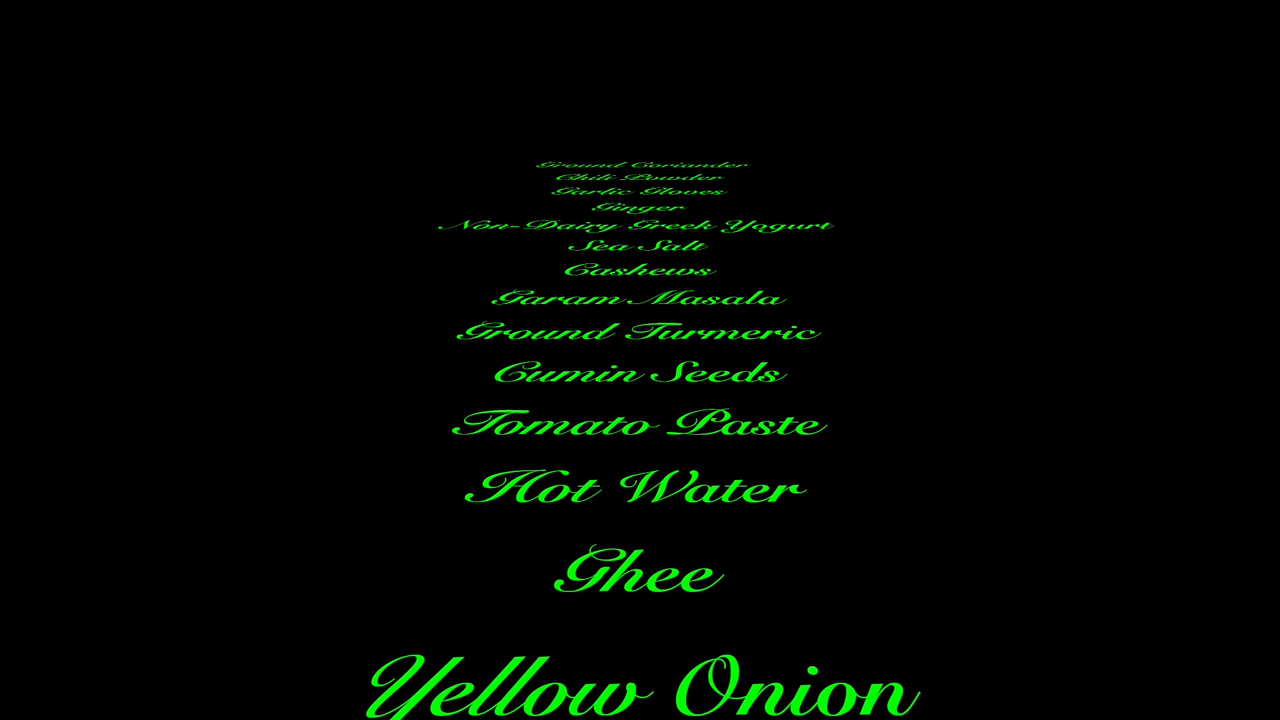 Ground Coriander
Chili Powder
Garlic Cloves
Ginger
Non-Dairy Greek Yogurt
Sea Salt
Cashews
Garam Masala
Ground Turmeric
Cumin Seeds
Tomato Paste
Hot Water
Ghee
Yellow Onion